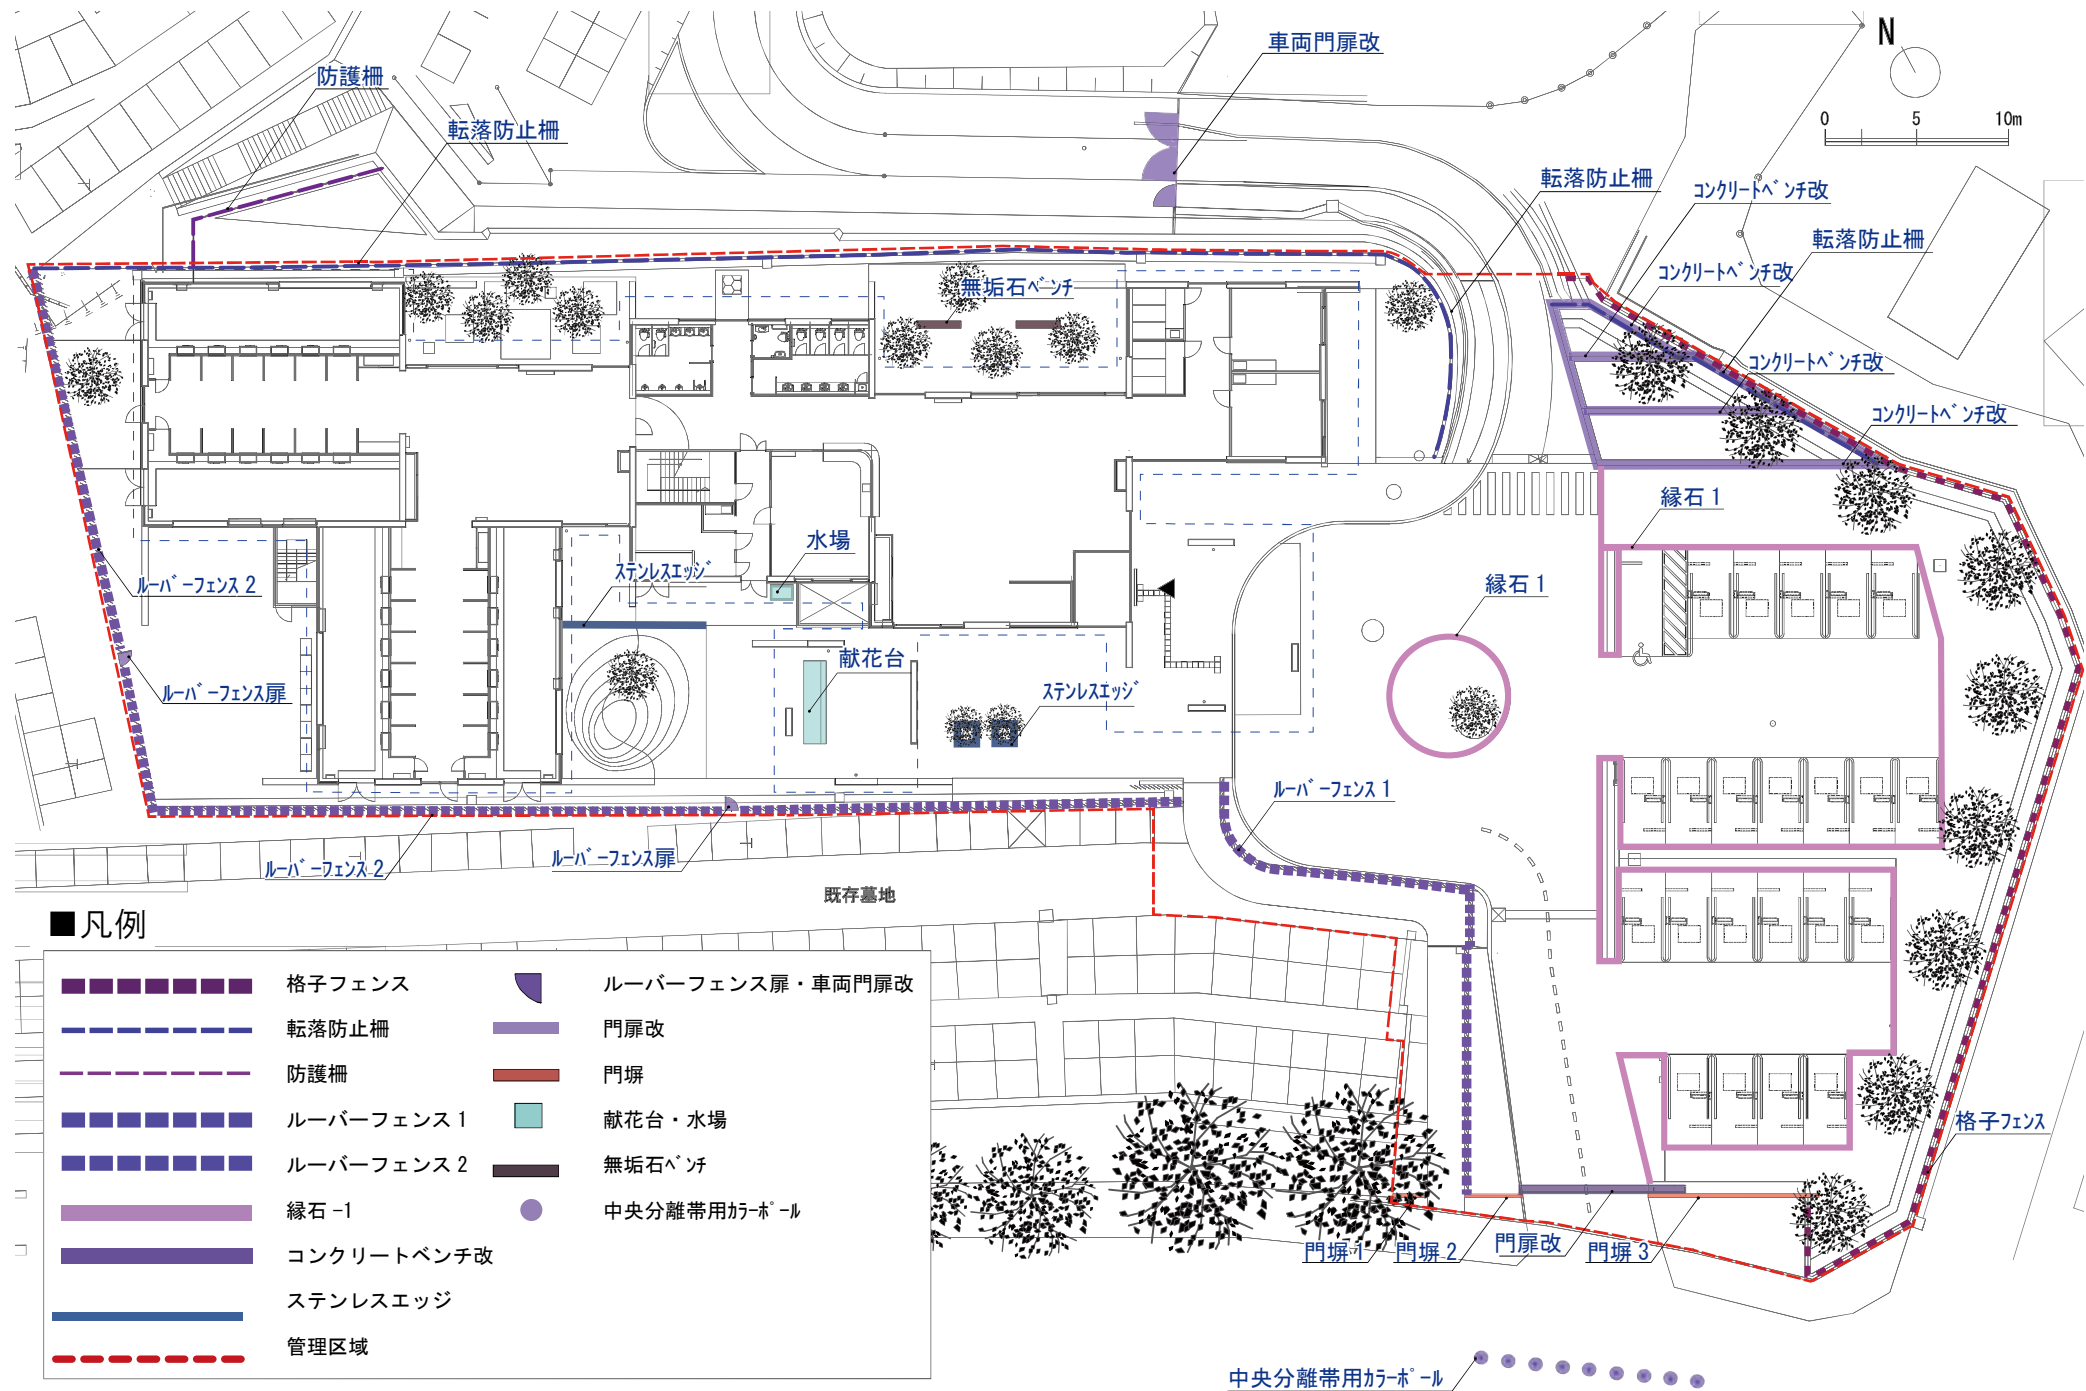 車両門扉改
N
防護柵
0 5 10m
転落防止柵
転落防止柵
コンクリートベンチ改
転落防止柵
コンクリートベンチ改
無垢石ベンチ
コンクリートベンチ改
コンクリートベンチ改
縁石 1
水場
ステンレスエッジ
ルーバーフェンス 2
縁石 1
献花台
ルーバーフェンス扉
ステンレスエッジ
ルーバーフェンス 1
ルーバーフェンス扉
ルーバーフェンス 2
既存墓地
■凡例
格子フェンス
ルーバーフェンス扉・車両門扉改
転落防止柵
門扉改
防護柵
門塀
ルーバーフェンス 1
献花台・水場
ルーバーフェンス 2
無垢石ベンチ
縁石 -1
中央分離帯用カラーポール
コンクリートベンチ改
ステンレスエッジ
管理区域
格子フェンス
門塀 1
門塀 2
門扉改
門塀 3
中央分離帯用カラーポール